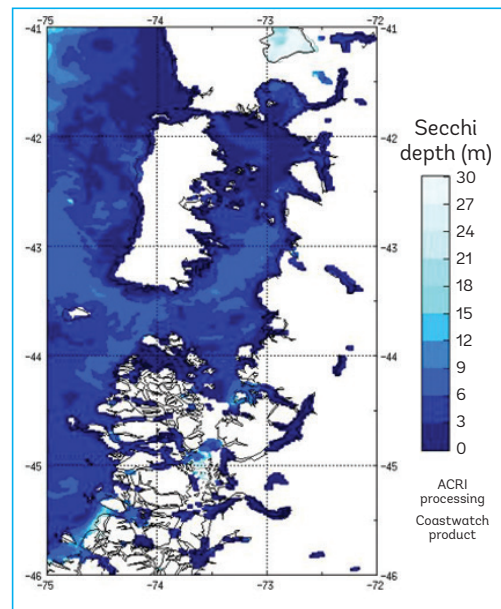 -75 -74 -73 -72
-41 -41
-42 -42
-43 -43
-44 -44
-45 -45
-46 -46
-75 -74 -73 -72
Secchi
depth (m)
30
27
24
21
18
15
12
9
6
3
0
ACRI
processing
Coastwatch
product